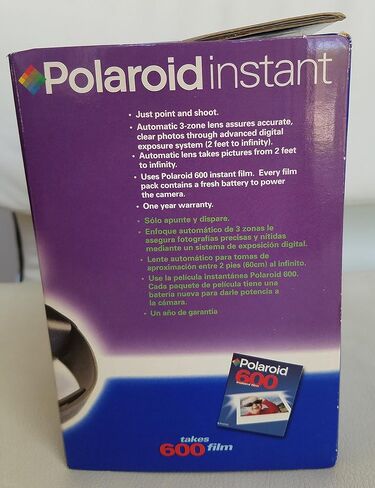 Polaroid instant
• Just point and shoot.
• Automatic 3-zone lens assures accurate,
clear photos through advanced digital
exposure system (2 feet to infinity).
• Automatic lens takes pictures from 2 feet
to infinity.
• Uses Polaroid 600 instant film. Every film
pack contains a fresh battery to power
the camera.
• One year warranty.
• Sólo apunte y dispare.
• Enfoque automático de 3 zonas le
asegura fotografías precisas y nítidas
mediante un sistema de exposición digital.
• Lente automático para tomas de
aproximación entre 2 pies (60cm) al infinito.
• Use la película instantánea Polaroid 600.
Cada paquete de película tiene una
batería nueva para darle potencia a
la cámara.
• Un año de garantía
Polaroid
600
takes
600 film